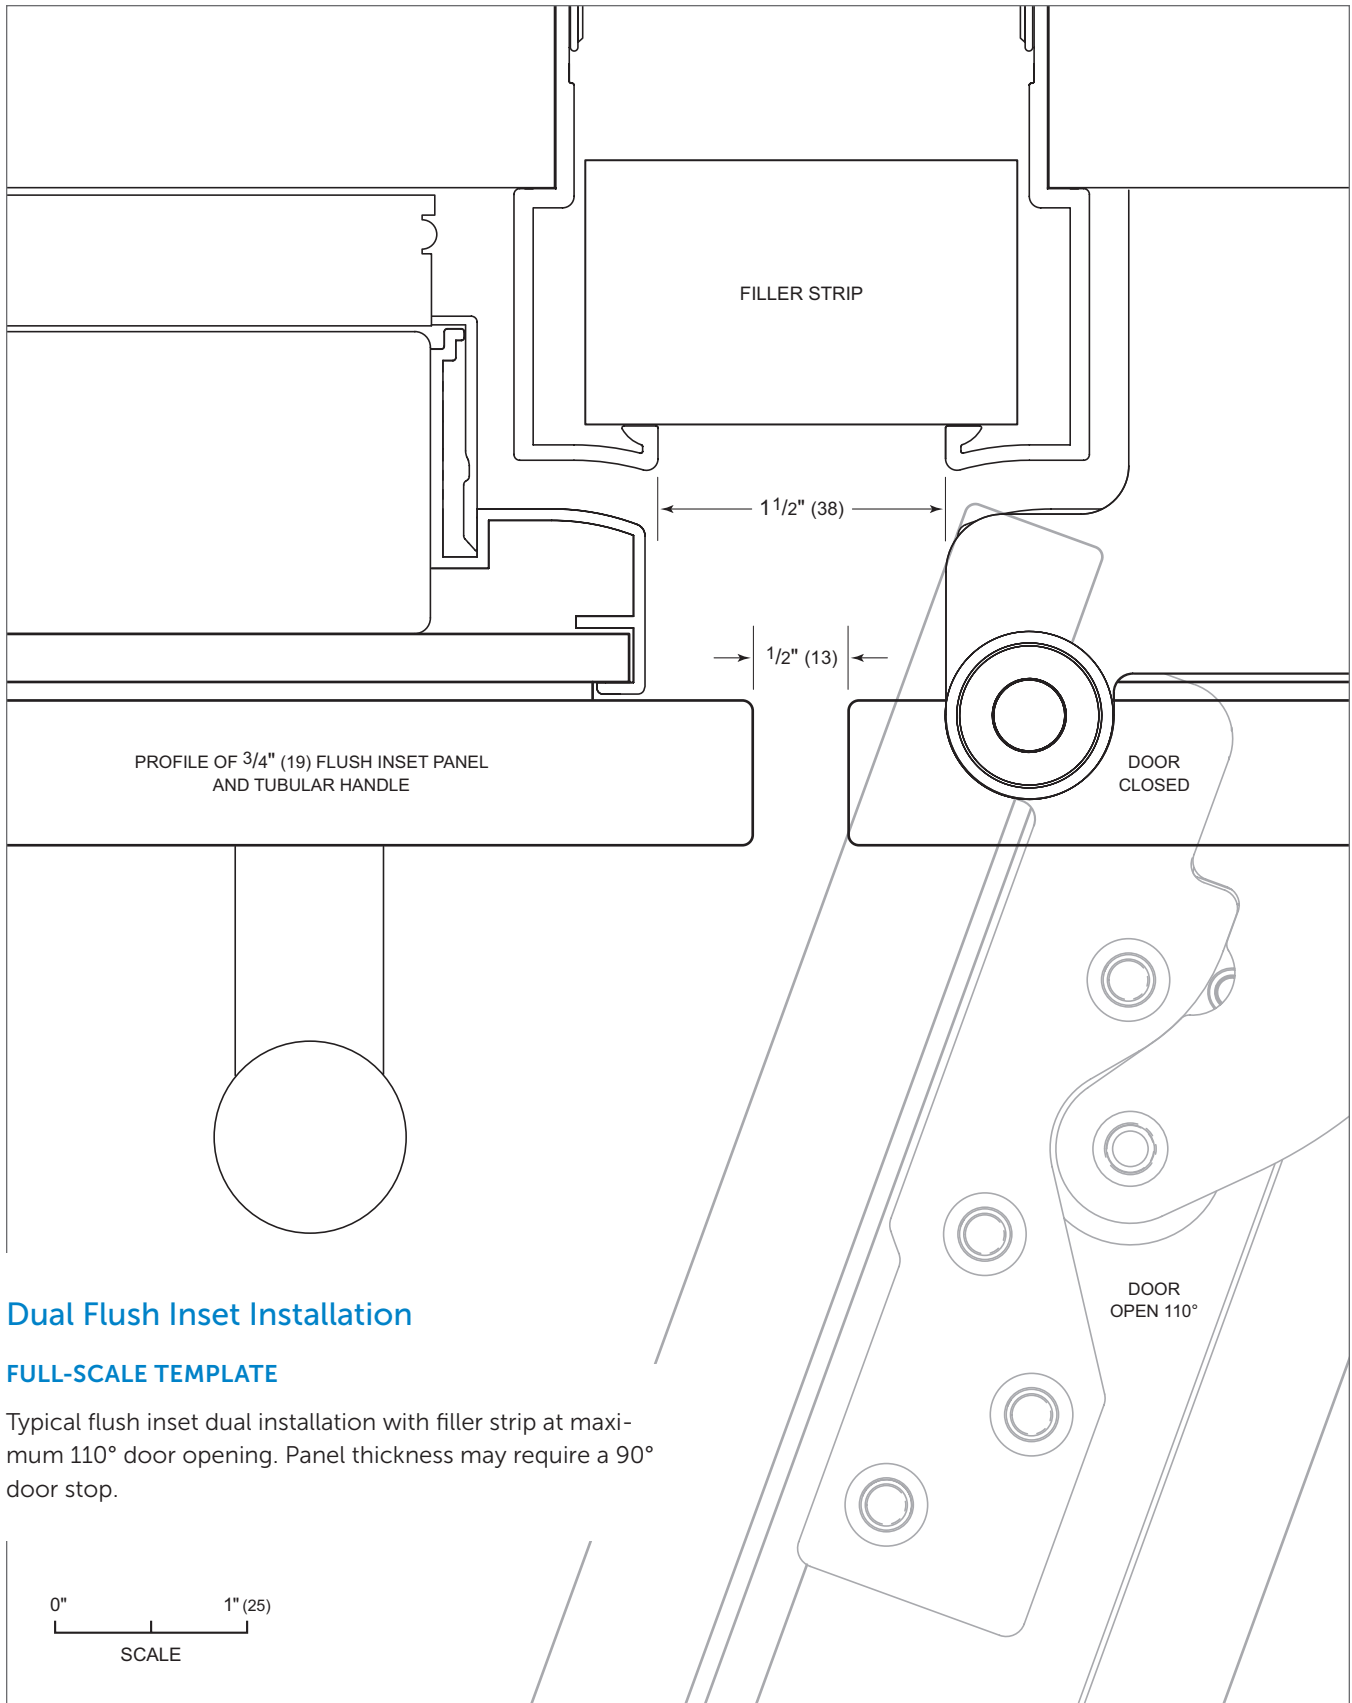 FILLER STRIP
1 1/2" (38)
1/2" (13)
PROFILE OF 3/4" (19) FLUSH INSET PANEL
AND TUBULAR HANDLE
DOOR
CLOSED
DOOR
OPEN 110°
Dual Flush Inset Installation
FULL-SCALE TEMPLATE
Typical flush inset dual installation with filler strip at maxi-
mum 110° door opening. Panel thickness may require a 90°
door stop.
0" 1" (25)
SCALE